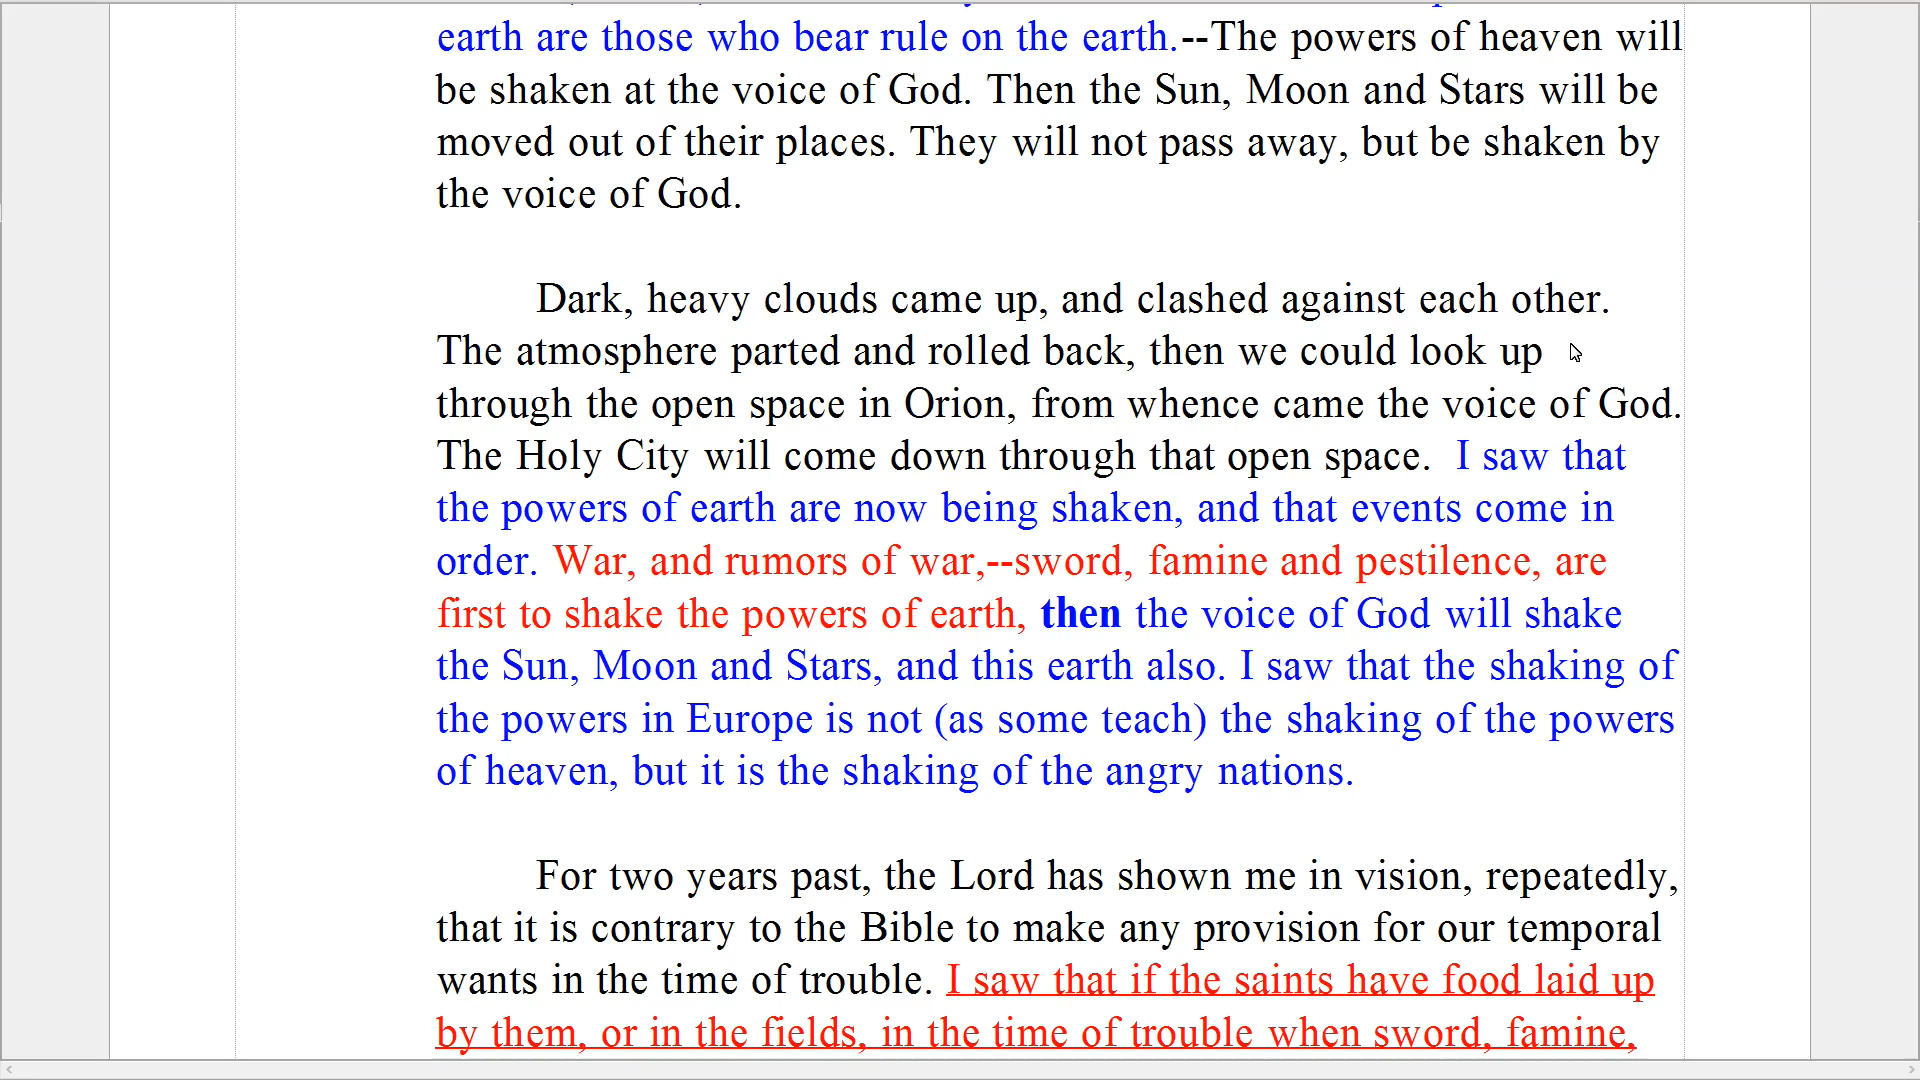 earth are those who bear rule on the earth.--The powers of heaven will
be shaken at the voice of God. Then the Sun, Moon and Stars will be
moved out of their places. They will not pass away, but be shaken by
the voice of God.
Dark, heavy clouds came up, and clashed against each other.
The atmosphere parted and rolled back, then we could look up
through the open space in Orion, from whence came the voice of God.
The Holy City will come down through that open space. I saw that
the powers of earth are now being shaken, and that events come in
order. War, and rumors of war,--sword, famine and pestilence, are
first to shake the powers of earth, then the voice of God will shake
the Sun, Moon and Stars, and this earth also. I saw that the shaking of
the powers in Europe is not (as some teach) the shaking of the powers
of heaven, but it is the shaking of the angry nations.
For two years past, the Lord has shown me in vision, repeatedly,
that it is contrary to the Bible to make any provision for our temporal
wants in the time of trouble. I saw that if the saints have food laid up
by them, or in the fields, in the time of trouble when sword, famine,